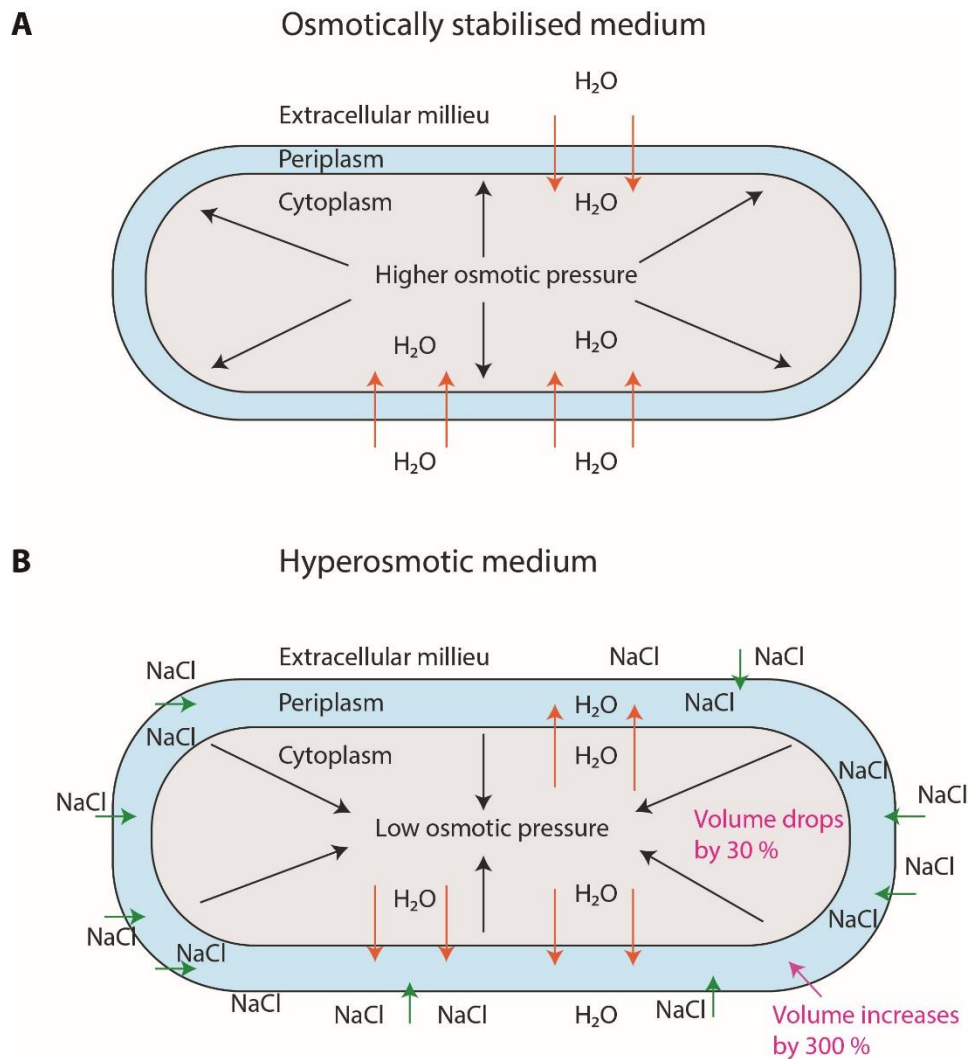 A
Osmotically stabilised medium
H₂O
Extracellular millieu
Periplasm
Cytoplasm
H₂O
Higher osmotic pressure
H₂O
H₂O
H₂O
H₂O
B
Hyperosmotic medium
NaCl
Extracellular millieu
NaCl
NaCl
Periplasm
H₂O
NaCl
NaCl
Cytoplasm
H₂O
NaCl
NaCl
NaCl
Low osmotic pressure
Volume drops
by 30 %
H₂O
H₂O
NaCl
NaCl
NaCl
NaCl
NaCl
NaCl
NaCl
H₂O
NaCl
Volume increases
by 300 %